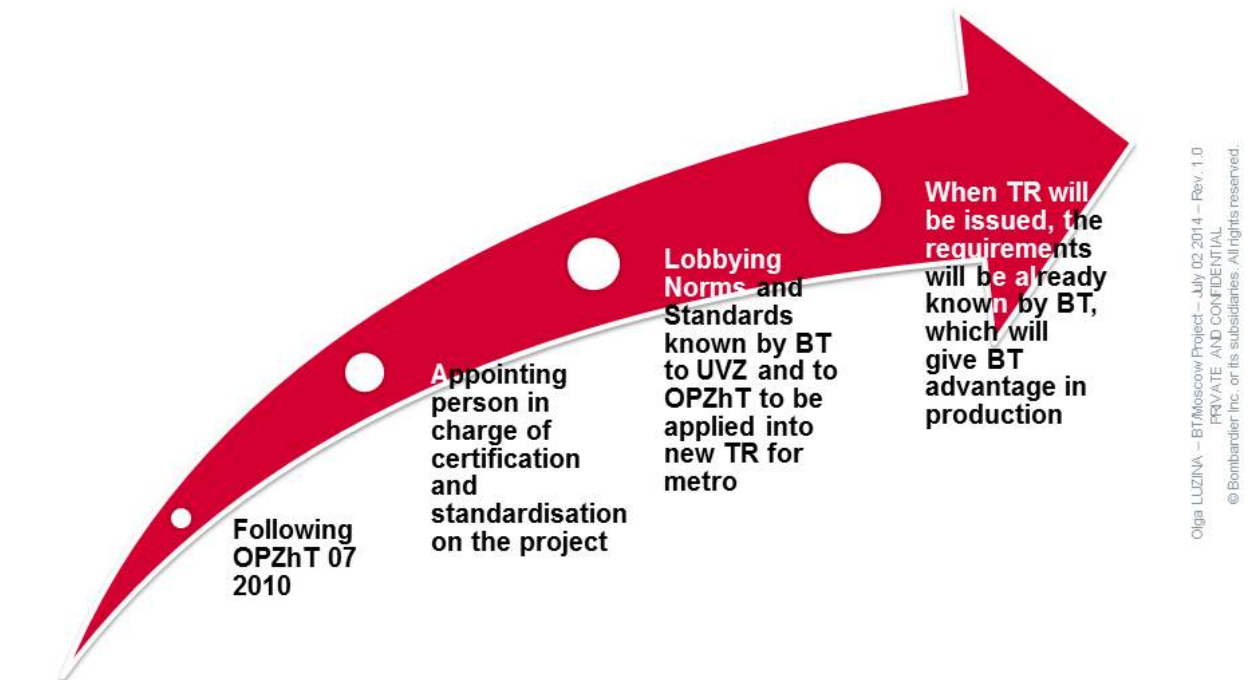 Following
OPZhT 07
2010
Appointing
person in
charge of
certification
and
standardisation
on the project
Lobbying
Norms and
Standards
known by BT
to UVZ and to
OPZhT to be
applied into
new TR for
metro
When TR will
be issued, the
requirements
will be already
known by BT,
which will
give BT
advantage in
production
Olga LUZINA – BT/Moscow Project – July 02 2014 – Rev. 1.0
PRIVATE AND CONFIDENTIAL
© Bombardier Inc. or its subsidiaries. All rights reserved.